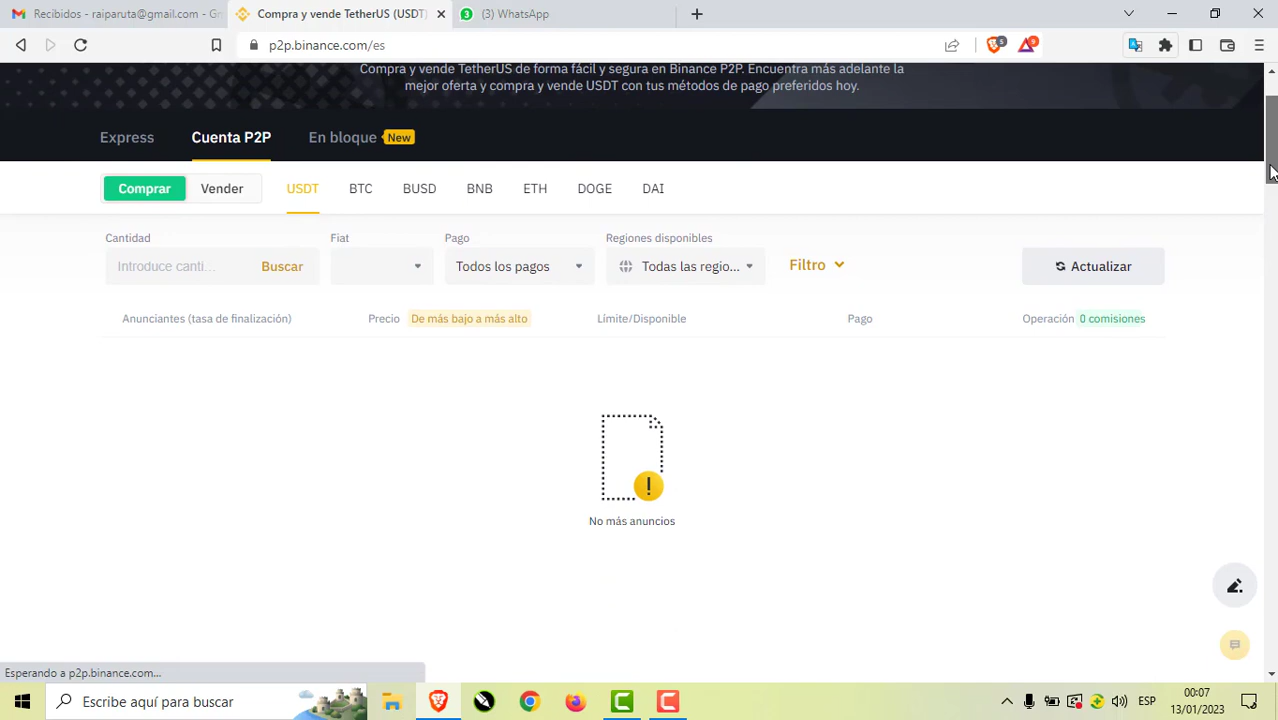 Recibidos - raiparuta@gmail.com - Gr
Compra y vende TetherUS (USDT)
(3) WhatsApp
p2p.binance.com/es
5
9
Compra y vende TetherUS de forma fácil y segura en Binance P2P. Encuentra más adelante la
mejor oferta y compra y vende USDT con tus métodos de pago preferidos hoy.
Express
Cuenta P2P
En bloque
New
Comprar
Vender
USDT
BTC
BUSD
BNB
ETH
DOGE
DAI
Cantidad
Fiat
Pago
Regiones disponibles
Introduce canti...
Buscar
Todos los pagos
Todas las regio...
Filtro
Actualizar
Anunciantes (tasa de finalización)
Precio
De más bajo a más alto
Límite/Disponible
Pago
Operación
0 comisiones
No más anuncios
Esperando a p2p.binance.com...
Escribe aquí para buscar
ESP
00:07
13/01/2023